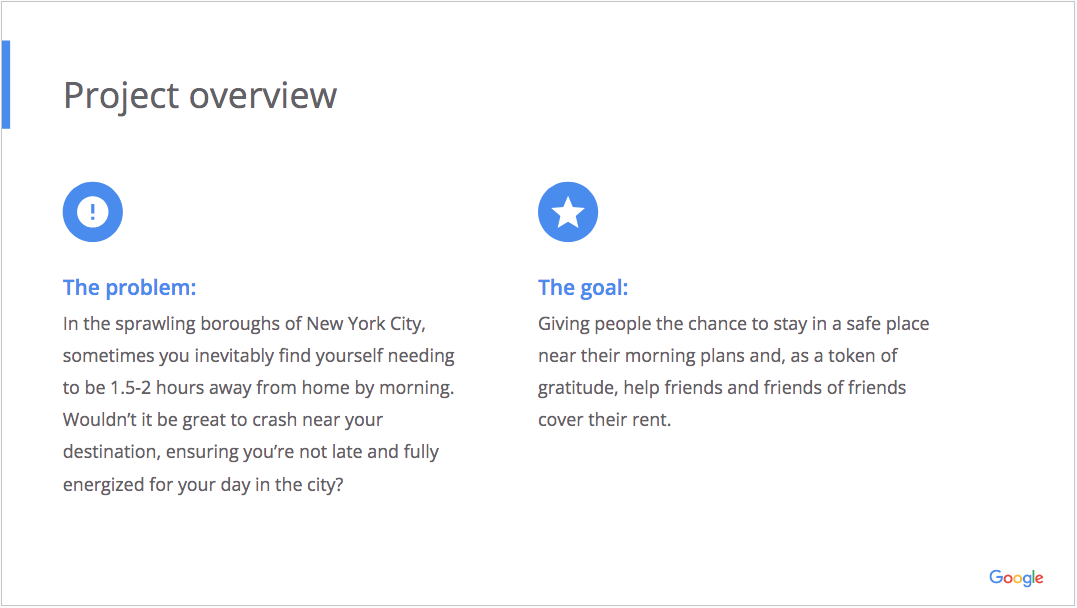 Project overview
The problem:
In the sprawling boroughs of New York City,
sometimes you inevitably find yourself needing
to be 1.5-2 hours away from home by morning.
Wouldn’t it be great to crash near your
destination, ensuring you’re not late and fully
energized for your day in the city?
The goal:
Giving people the chance to stay in a safe place
near their morning plans and, as a token of
gratitude, help friends and friends of friends
cover their rent.
Google